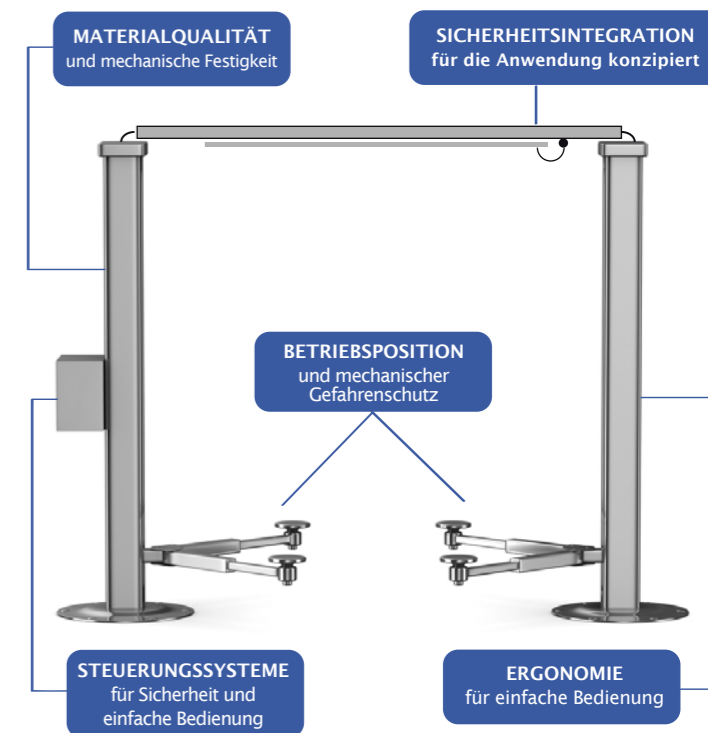 MATERIALQUALITÄT
und mechanische Festigkeit
SICHERHEITSINTEGRATION
für die Anwendung konzipiert
BETRIEBSPOSITION
und mechanischer
Gefahrenschutz
STEUERUNGSSYSTEME
für Sicherheit und
einfache Bedienung
ERGONOMIE
für einfache Bedienung